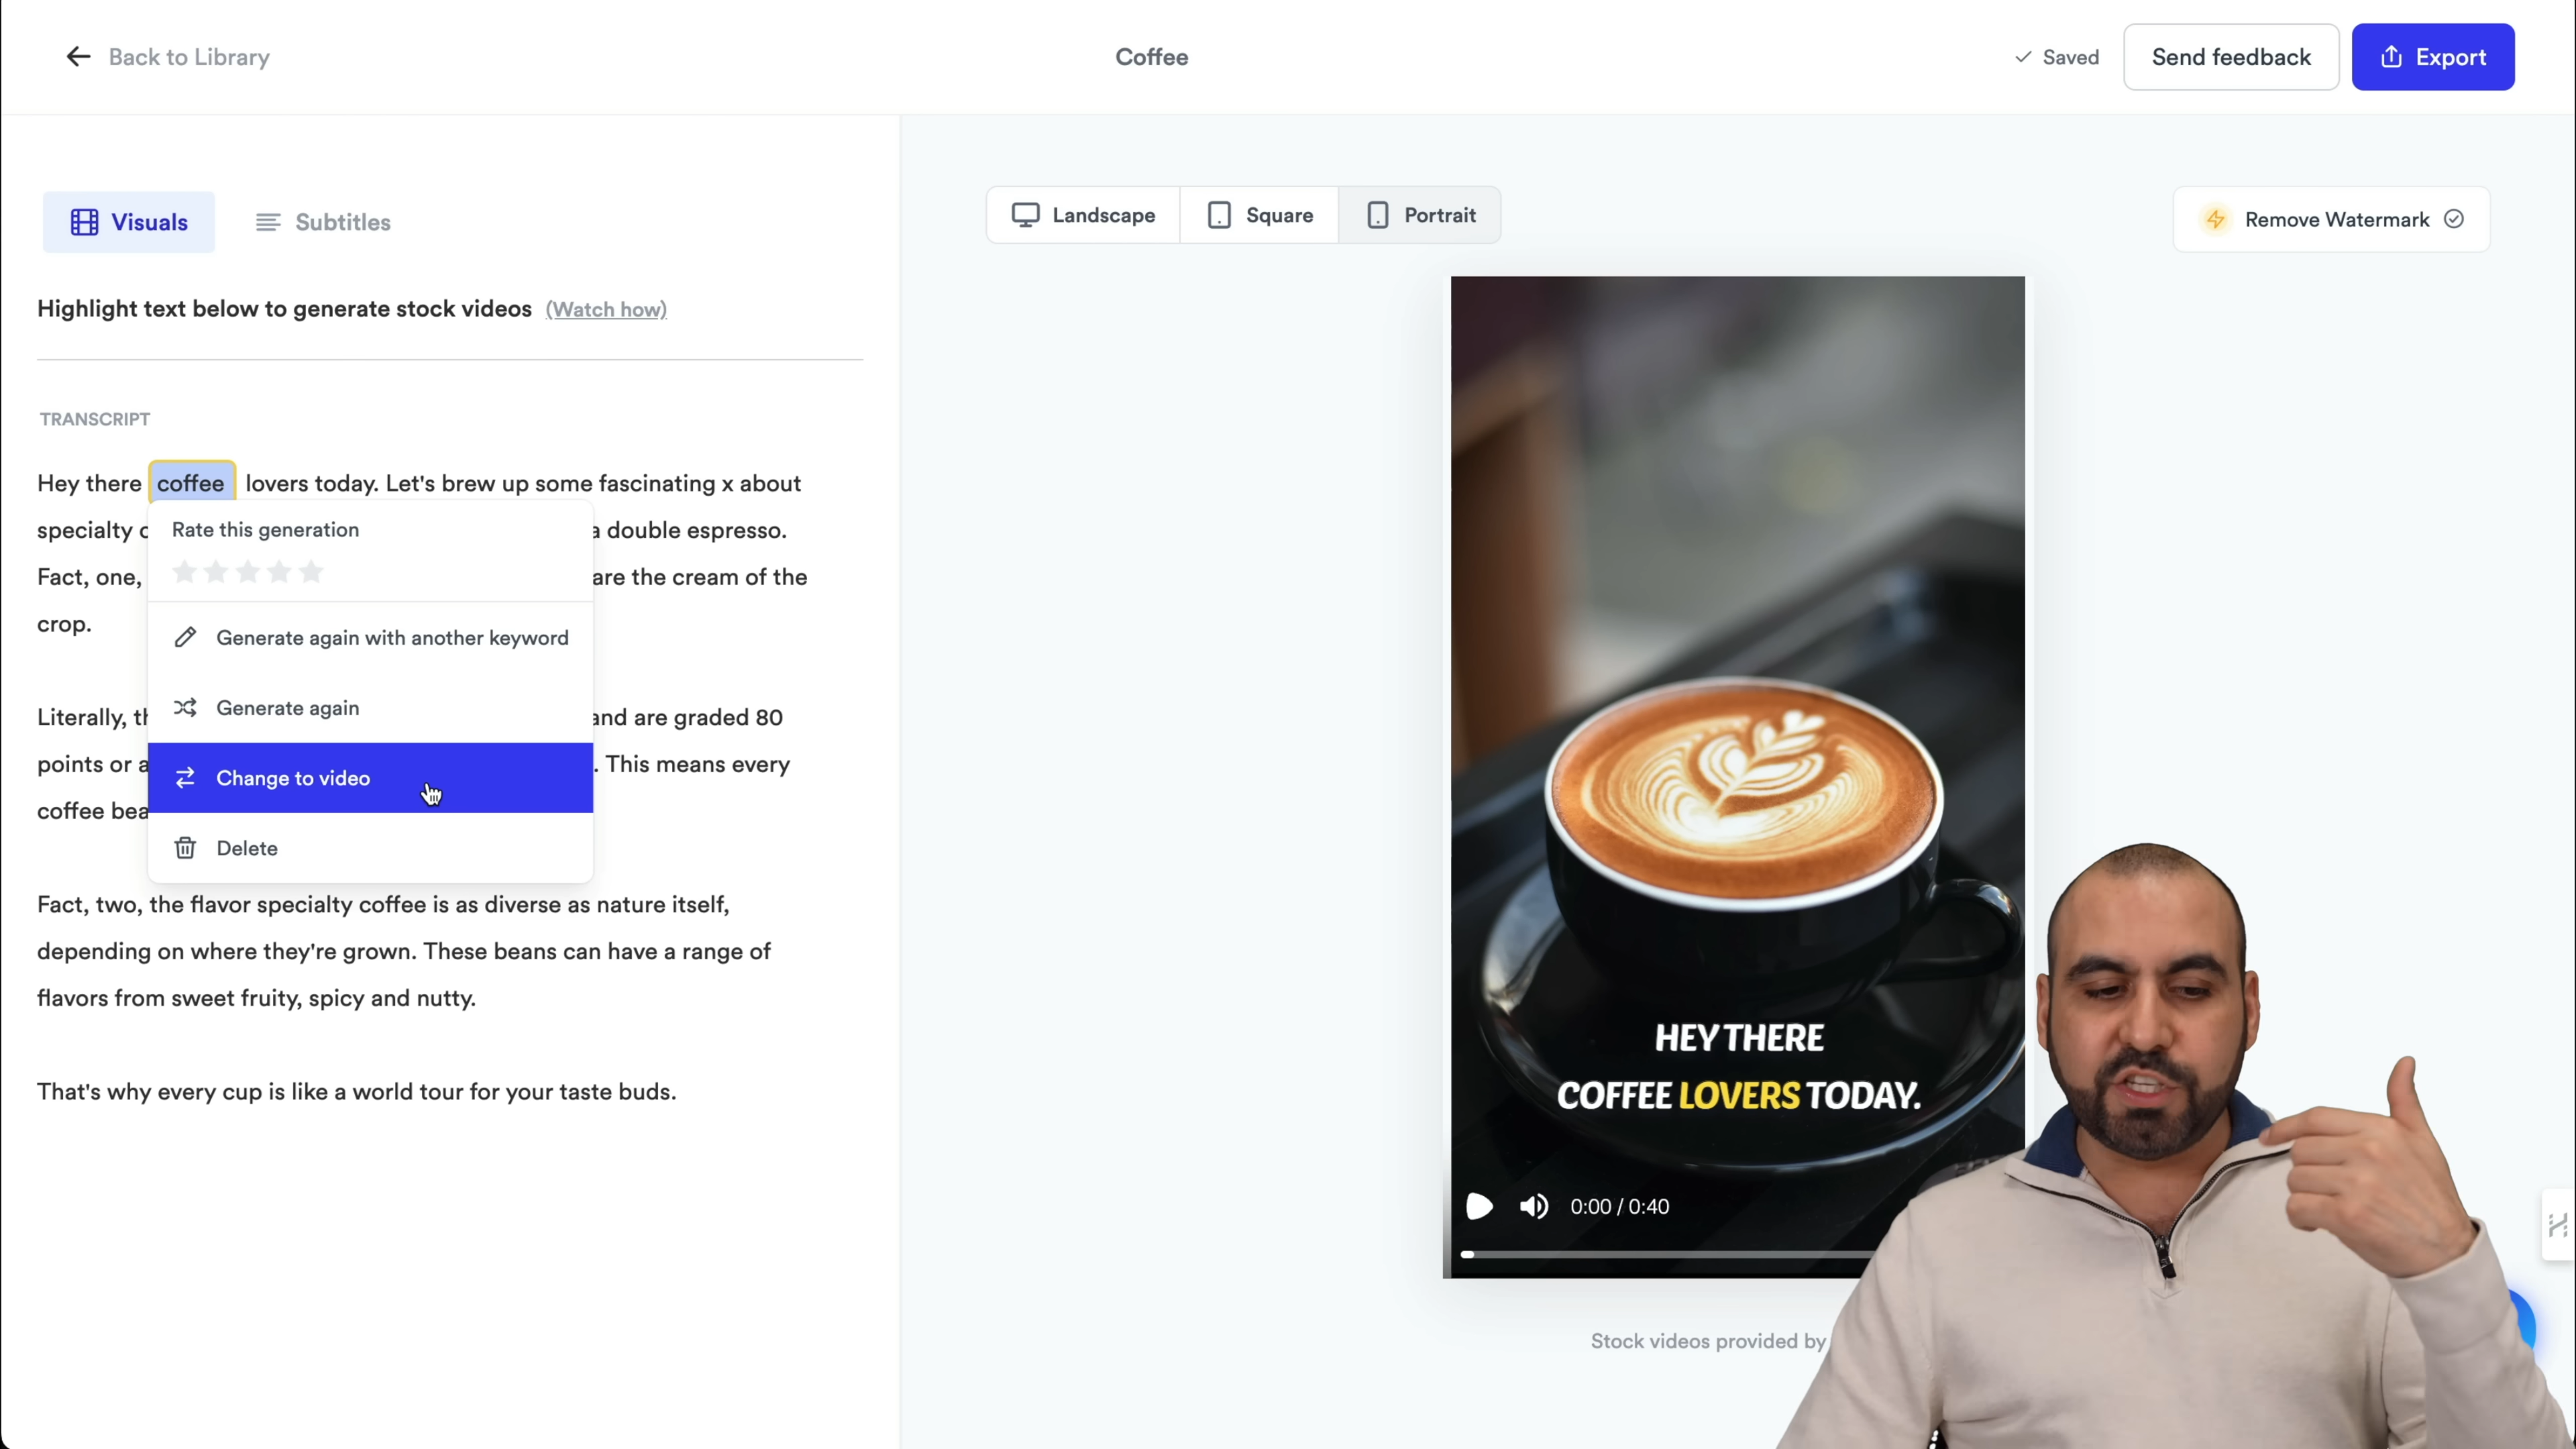 Back to Library
Coffee
Saved
Send feedback
Export
Visuals
Subtitles
Landscape
Square
Portrait
Remove Watermark
Highlight text below to generate stock videos (Watch how)
TRANSCRIPT
Hey there coffee lovers today. Let's brew up some fascinating x about
specialty a double espresso.
Fact, one, are the cream of the
crop.
Rate this generation
Generate again with another keyword
Generate again
Change to video
Delete
Literally, and are graded 80
points or . This means every
coffee
Fact, two, the flavor specialty coffee is as diverse as nature itself,
depending on where they're grown. These beans can have a range of
flavors from sweet fruity, spicy and nutty.
That's why every cup is like a world tour for your taste buds.
HEY THERE
COFFEE LOVERS TODAY.
0:00 / 0:40
Stock videos provided by